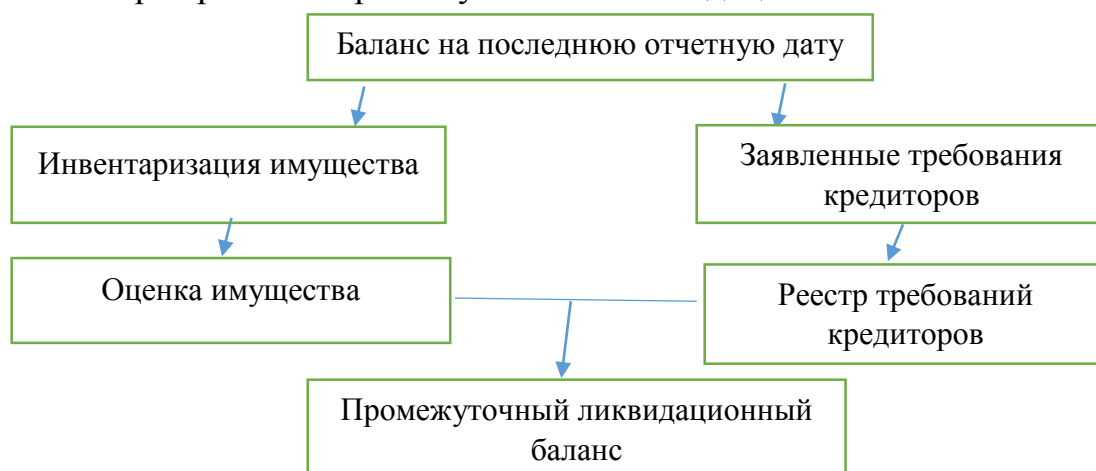 Баланс на последнюю отчетную дату
Инвентаризация имущества
Заявленные требования
кредиторов
Оценка имущества
Реестр требований
кредиторов
Промежуточный ликвидационный
баланс